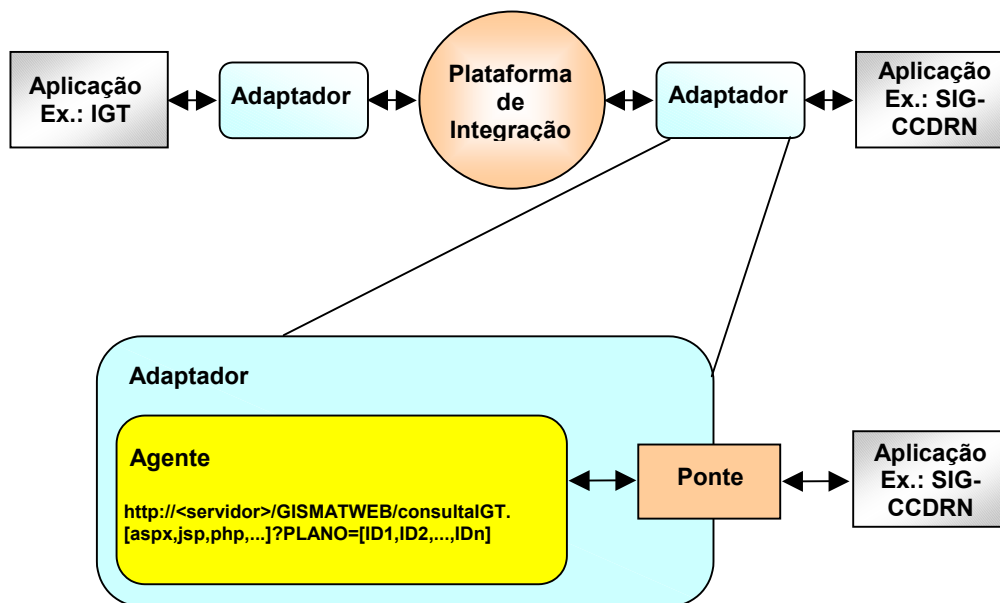 Aplicação
Ex.: IGT
Adaptador
Plataforma
de
Integração
Adaptador
Aplicação
Ex.: SIG-
CCDRN
Adaptador
Agente
http://<servidor>/GISMATWEB/consultaIGT.
[aspx,jsp,php,...]?PLANO=[ID1,ID2,...,IDn]
Ponte
Aplicação
Ex.: SIG-
CCDRN